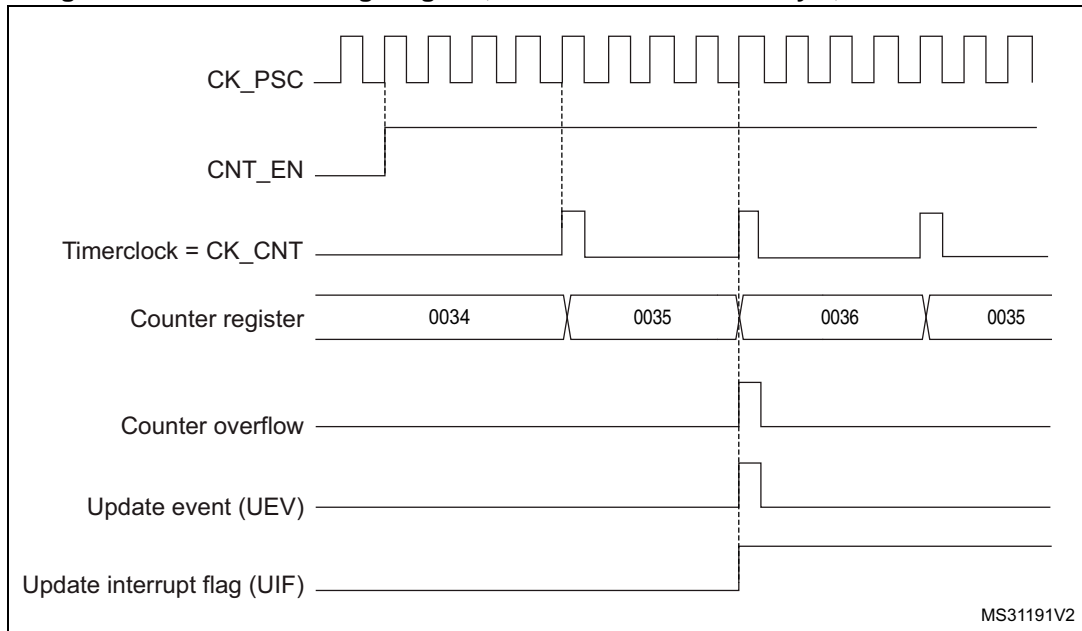 CK_PSC
CNT_EN
Timerclock = CK_CNT
Counter register 0034 0035 0036 0035
Counter overflow
Update event (UEV)
Update interrupt flag (UIF)
MS31191V2